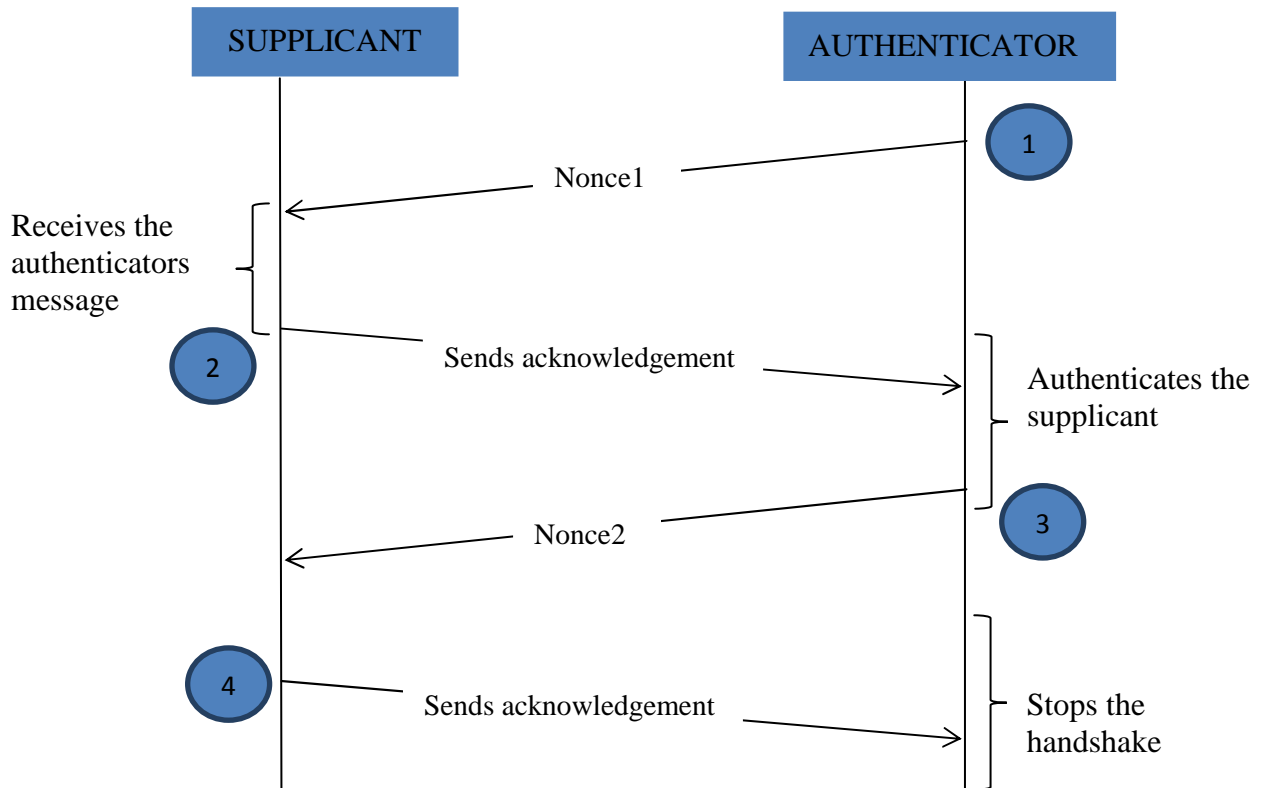 SUPPLICANT
AUTHENTICATOR
1
Nonce1
Receives the
authenticators
message
2
Sends acknowledgement
Authenticates the
supplicant
3
Nonce2
4
Sends acknowledgement
Stops the
handshake